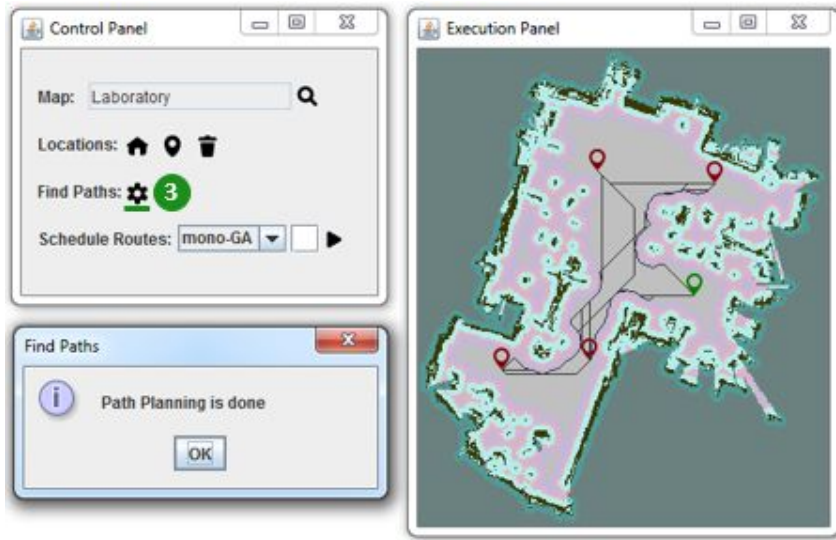 Control Panel
Map: Laboratory
Locations:
Find Paths: 3
Schedule Routes: mono-GA
Find Paths
i Path Planning is done
OK
Execution Panel